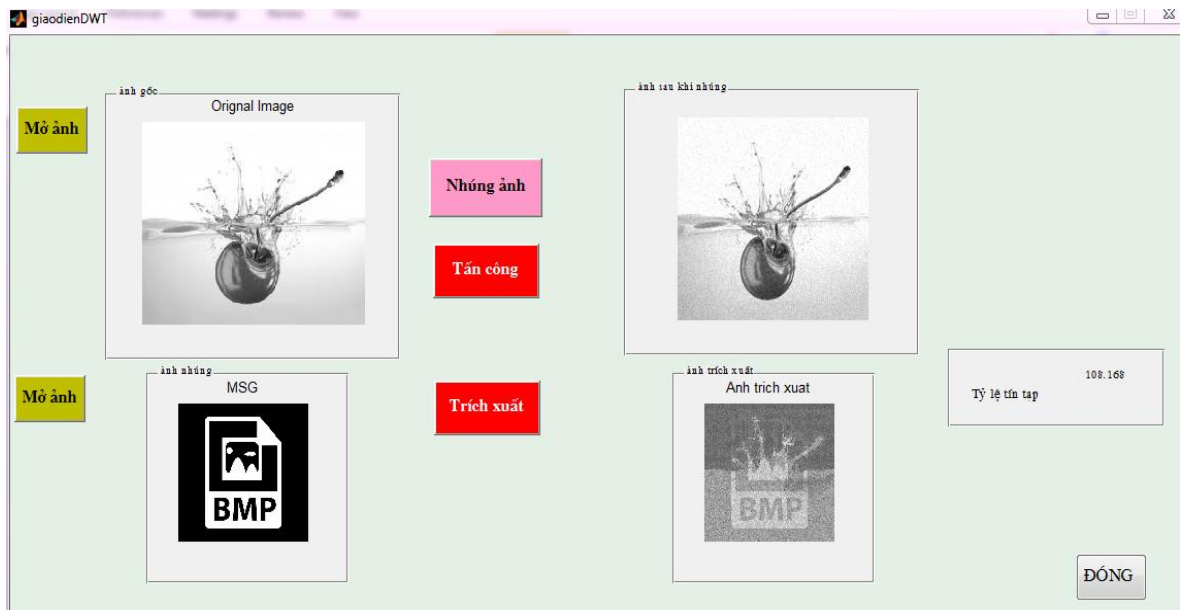 giaodienDWT
ảnh gốc
Orignal Image
Mở ảnh
Nhúng ảnh
Tấn công
ảnh sau khi nhúng
Mở ảnh
ảnh nhúng
MSG
BMP
Trích xuất
ảnh trích xuất
Anh trich xuat
BMP
108.168
Tỷ lệ tín tạp
ĐÓNG